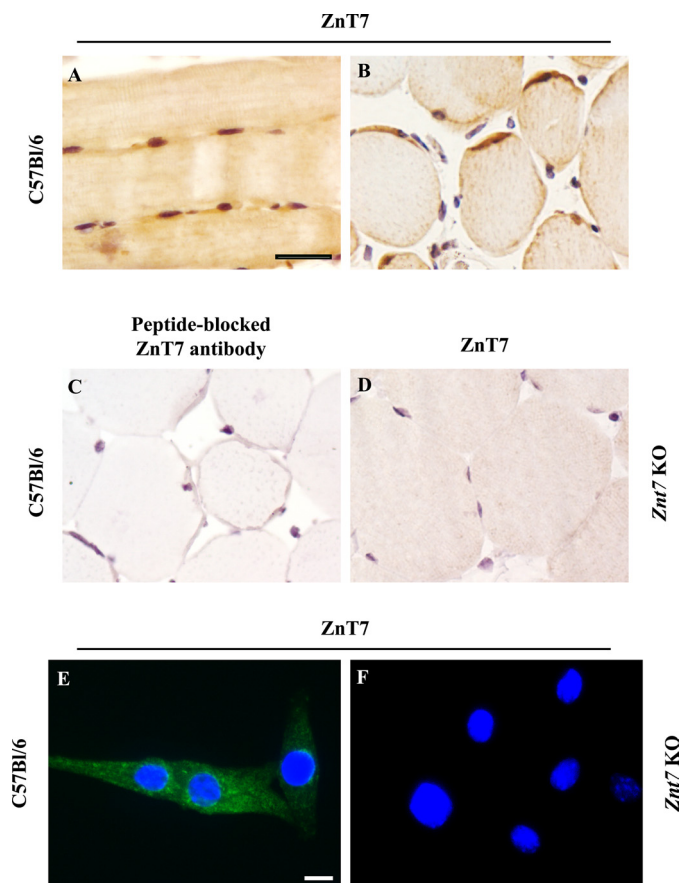 ZnT7
A
B
C57Bl/6
Peptide-blocked
ZnT7 antibody
ZnT7
C
D
C57Bl/6
Znt7 KO
ZnT7
E
F
C57Bl/6
Znt7 KO